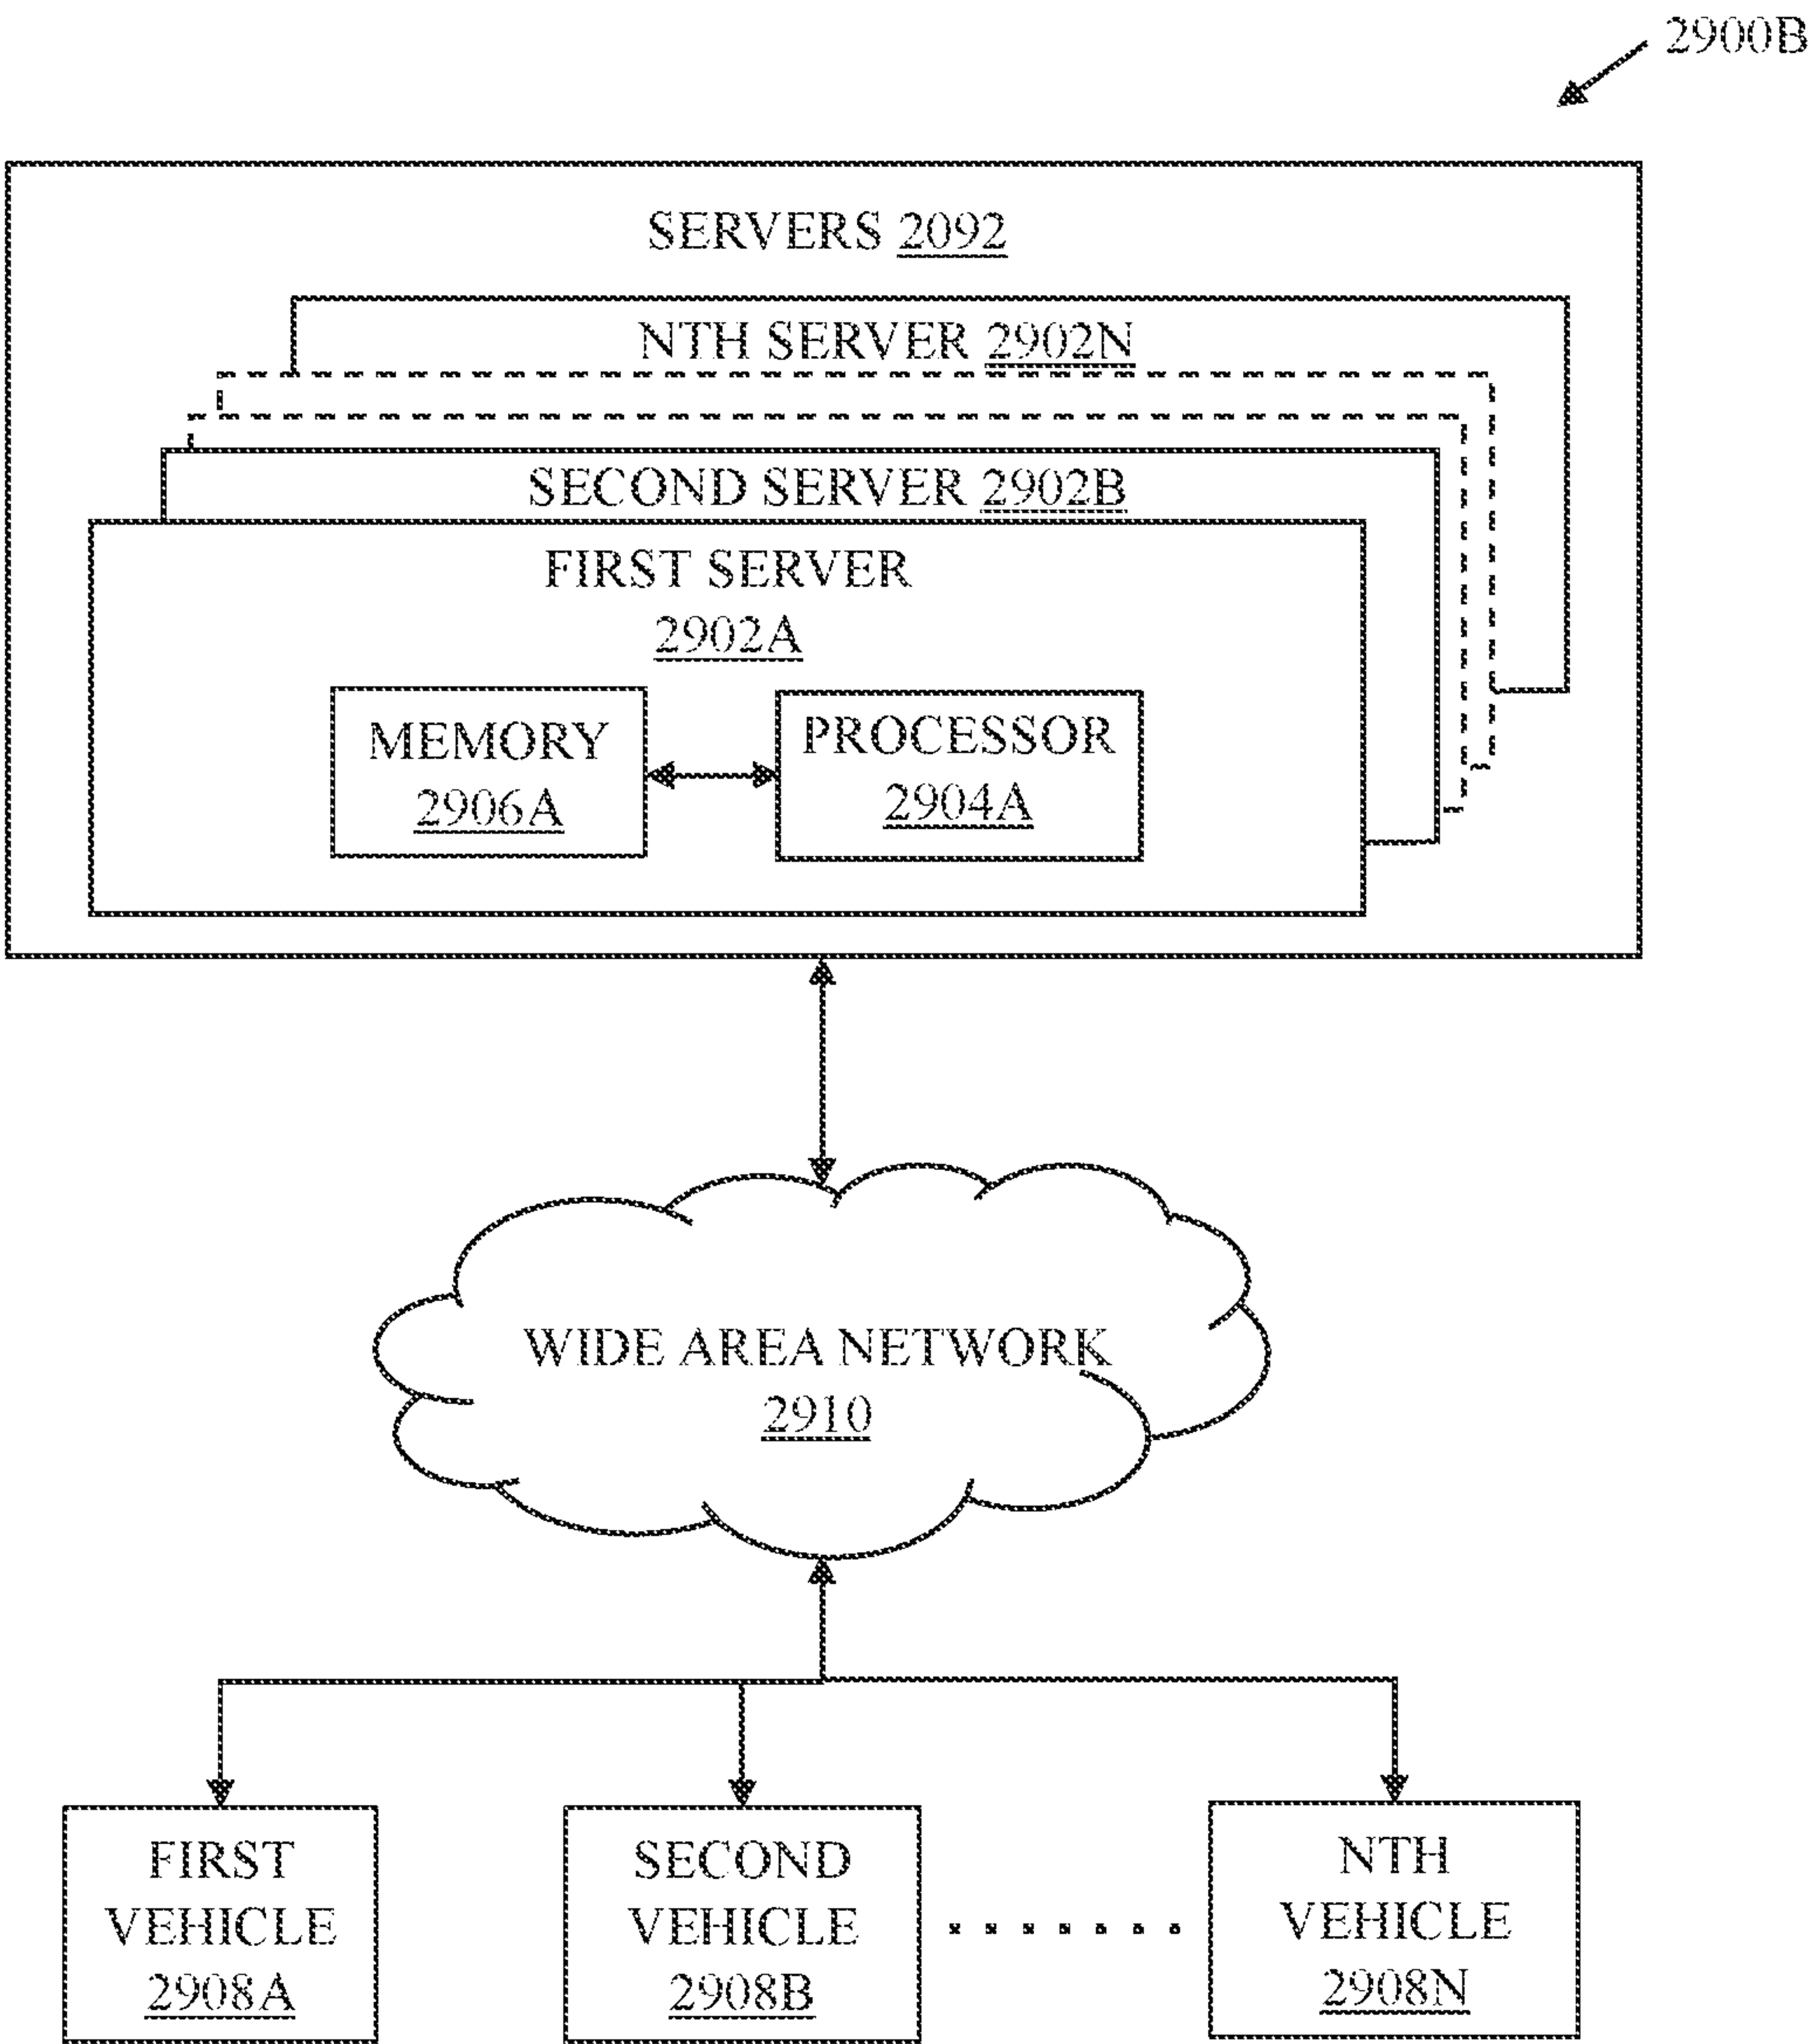 2900B
SERVERS 2092
NTH SERVER 2902N
SECOND SERVER 2902B
FIRST SERVER
2902A
MEMORY
2906A
PROCESSOR
2904A
WIDE AREA NETWORK
2910
FIRST
VEHICLE
2908A
SECOND
VEHICLE
2908B
NTH
VEHICLE
2908N